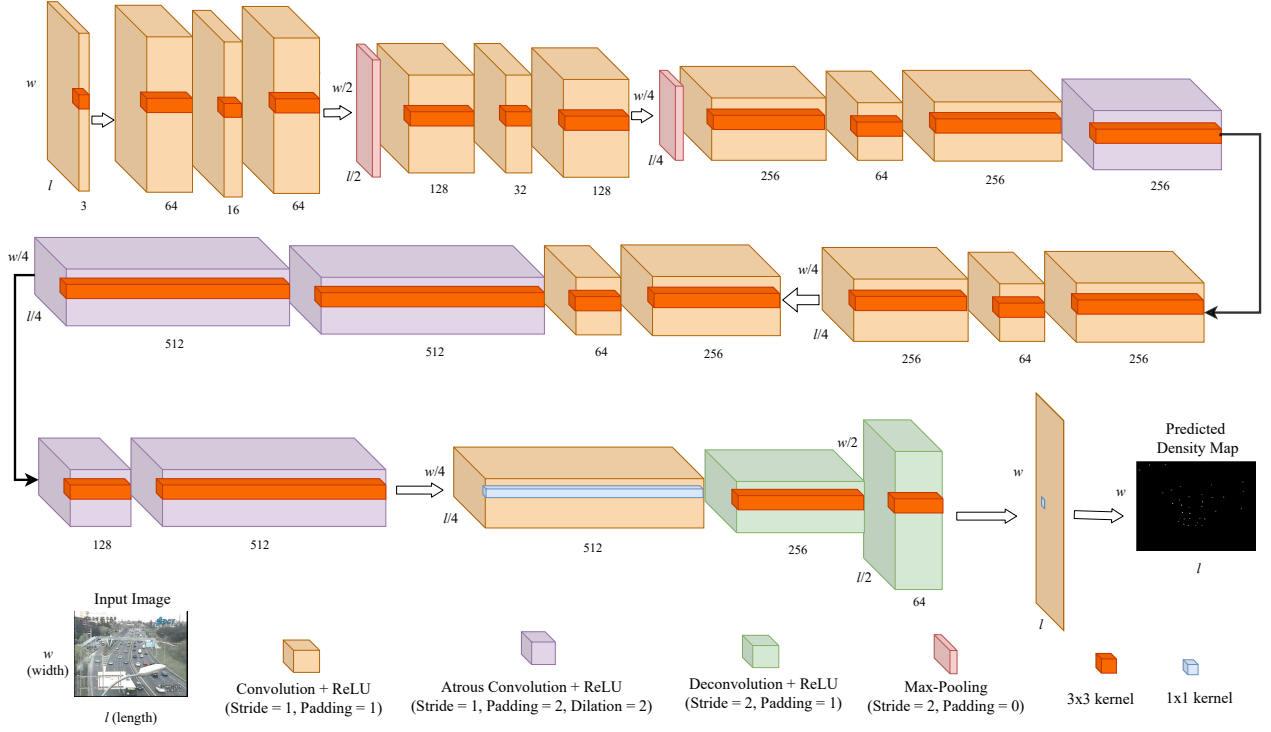 w
l
3
64
16
64
w/2
l/2
128
32
128
w/4
l/4
256
64
256
256
w/4
l/4
512
512
64
256
w/4
l/4
256
64
256
128
512
w/4
l/4
512
256
w/2
l/2
64
w
l
Predicted
Density Map
w
l
Input Image
w
(width)
l (length)
Convolution + ReLU
(Stride = 1, Padding = 1)
Atrous Convolution + ReLU
(Stride = 1, Padding = 2, Dilation = 2)
Deconvolution + ReLU
(Stride = 2, Padding = 1)
Max-Pooling
(Stride = 2, Padding = 0)
3x3 kernel
1x1 kernel